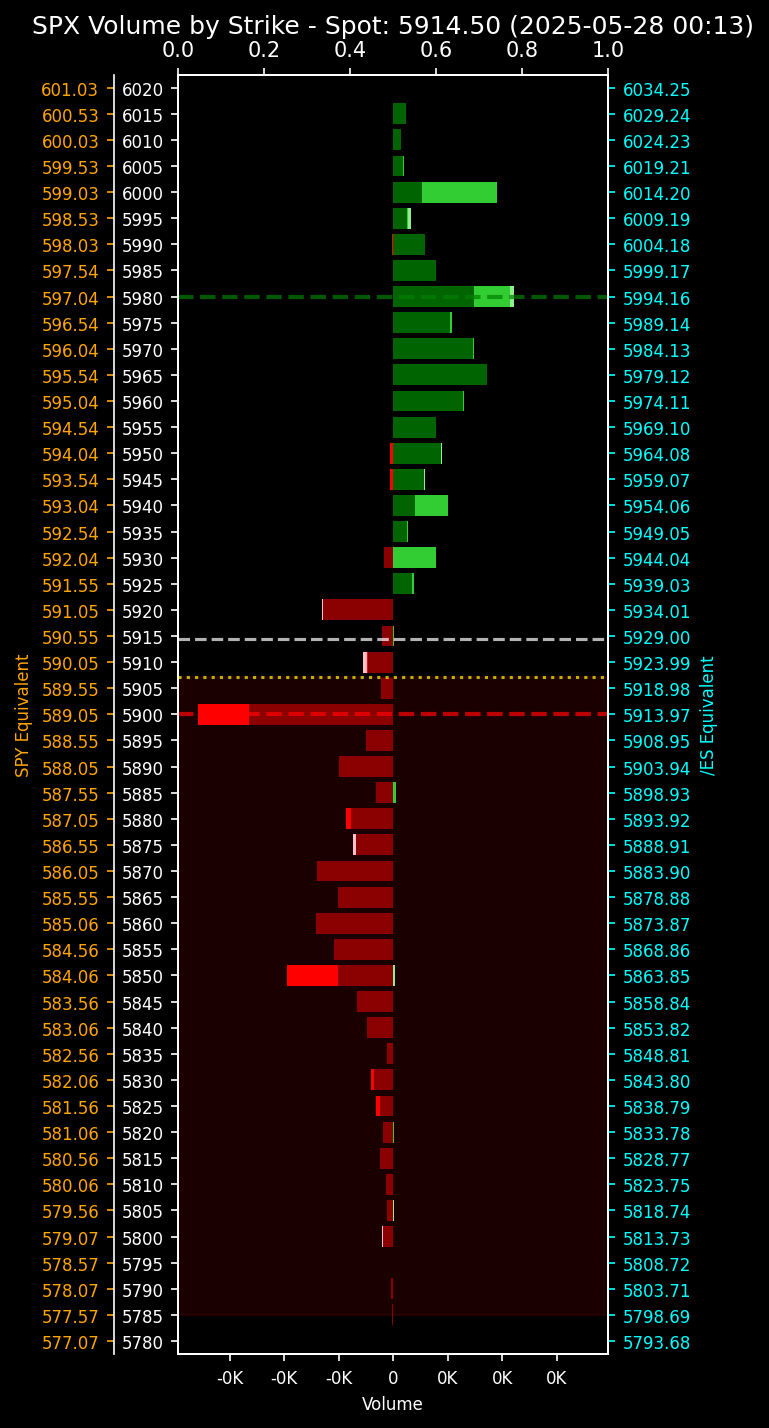 SPX Volume by Strike - Spot: 5914.50 (2025-05-28 00:13)
0.0 0.2 0.4 0.6 0.8 1.0
601.03 6020 6034.25
600.53 6015 6029.24
600.03 6010 6024.23
599.53 6005 6019.21
599.03 6000 6014.20
598.53 5995 6009.19
598.03 5990 6004.18
597.54 5985 5999.17
597.04 5980 5994.16
596.54 5975 5989.14
596.04 5970 5984.13
595.54 5965 5979.12
595.04 5960 5974.11
594.54 5955 5969.10
594.04 5950 5964.08
593.54 5945 5959.07
593.04 5940 5954.06
592.54 5935 5949.05
592.04 5930 5944.04
591.55 5925 5939.03
591.05 5920 5934.01
590.55 5915 5929.00
590.05 5910 5923.99
589.55 5905 5918.98
589.05 5900 5913.97
588.55 5895 5908.95
588.05 5890 5903.94
587.55 5885 5898.93
587.05 5880 5893.92
586.55 5875 5888.91
586.05 5870 5883.90
585.55 5865 5878.88
585.06 5860 5873.87
584.56 5855 5868.86
584.06 5850 5863.85
583.56 5845 5858.84
583.06 5840 5853.82
582.56 5835 5848.81
582.06 5830 5843.80
581.56 5825 5838.79
581.06 5820 5833.78
580.56 5815 5828.77
580.06 5810 5823.75
579.56 5805 5818.74
579.07 5800 5813.73
578.57 5795 5808.72
578.07 5790 5803.71
577.57 5785 5798.69
577.07 5780 5793.68
SPY Equivalent
/ES Equivalent
-0K -0K -0K 0 0K 0K 0K
Volume